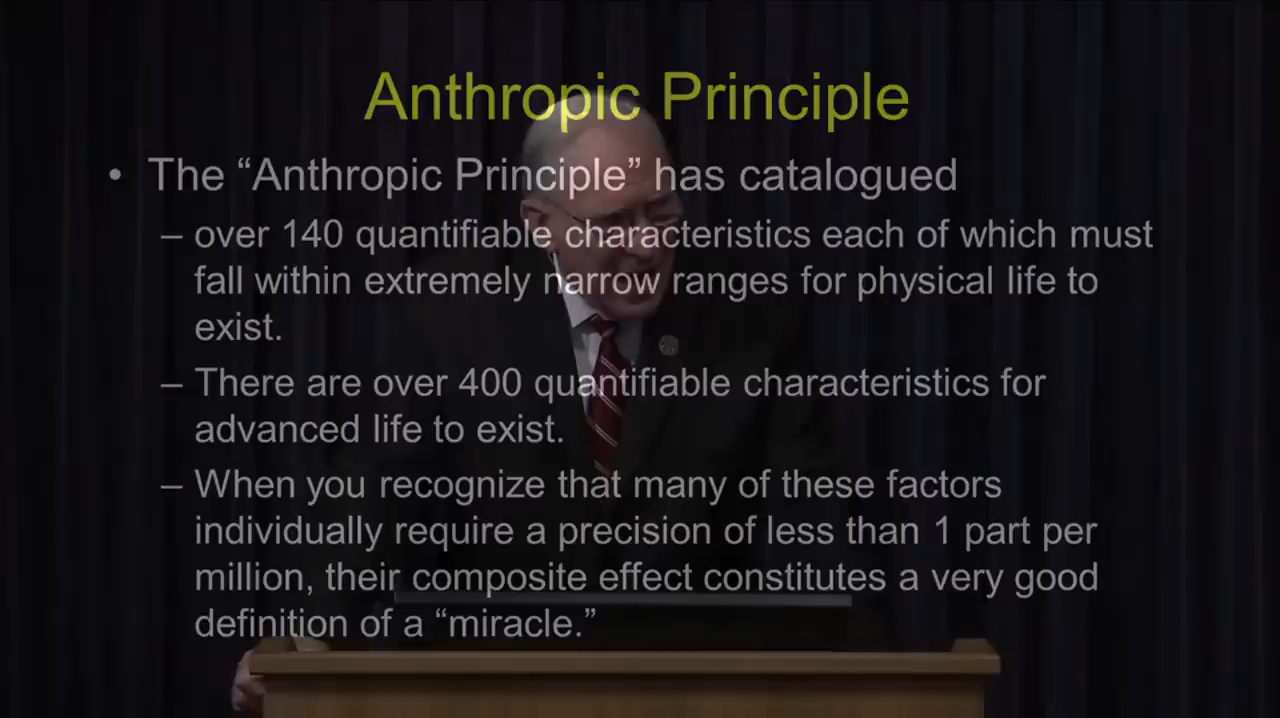 Anthropic Principle
• The “Anthropic Principle” has catalogued
– over 140 quantifiable characteristics each of which must
fall within extremely narrow ranges for physical life to
exist.
– There are over 400 quantifiable characteristics for
advanced life to exist.
– When you recognize that many of these factors
individually require a precision of less than 1 part per
million, their composite effect constitutes a very good
definition of a “miracle.”